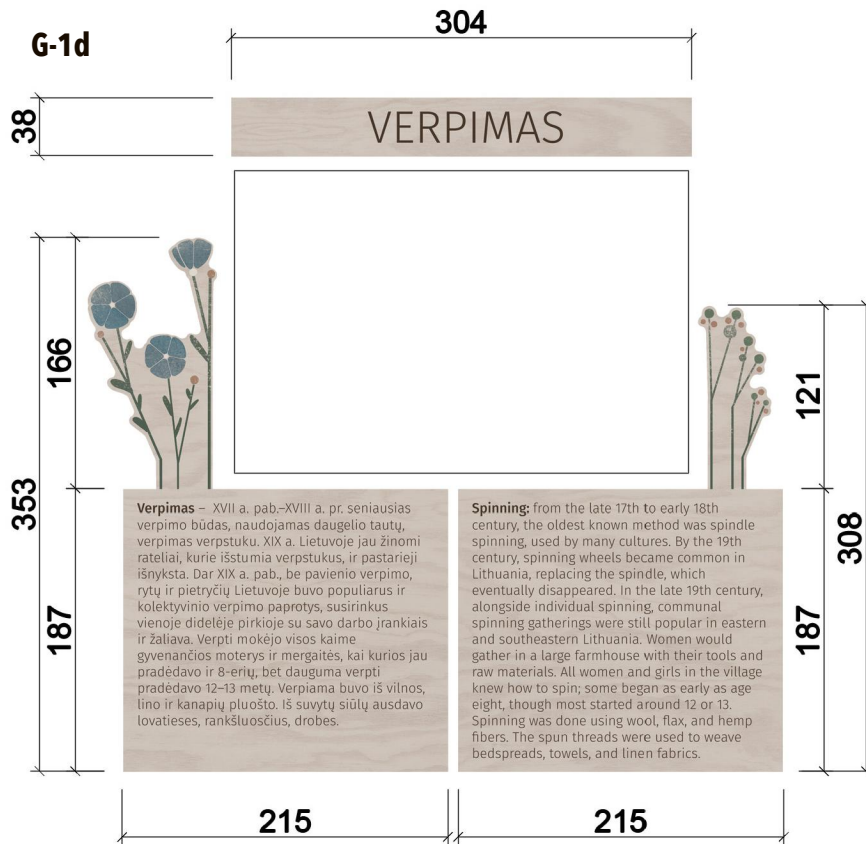 G-1d
304
38
VERPIMAS
166
353
187
121
308
187
Verpimas – XVII a. pab.–XVIII a. pr. seniausias
verpimo būdas, naudojamas daugelio tautų,
verpimas verpstuku. XIX a. Lietuvoje jau žinomi
rateliai, kurie išstumia verpstukus, ir pastarieji
išnyksta. Dar XIX a. pab., be pavienio verpimo,
rytų ir pietryčių Lietuvoje buvo populiarus ir
kolektyvinio verpimo paprotys, susirinkus
vienoje didelėje pirkioje su savo darbo įrankiais
ir žaliava. Verpti mokėjo visos kaime
gyvenančios moterys ir mergaitės, kai kurios jau
pradėdavo ir 8-erių, bet dauguma verpti
pradėdavo 12–13 metų. Verpiama buvo iš vilnos,
lino ir kanapių pluošto. Iš suvytų siūlų ausdavo
lovatieses, rankšluosčius, drobes.
Spinning: from the late 17th to early 18th
century, the oldest known method was spindle
spinning, used by many cultures. By the 19th
century, spinning wheels became common in
Lithuania, replacing the spindle, which
eventually disappeared. In the late 19th century,
alongside individual spinning, communal
spinning gatherings were still popular in eastern
and southeastern Lithuania. Women would
gather in a large farmhouse with their tools and
raw materials. All women and girls in the village
knew how to spin; some began as early as age
eight, though most started around 12 or 13.
Spinning was done using wool, flax, and hemp
fibers. The spun threads were used to weave
bedspreads, towels, and linen fabrics.
215
215